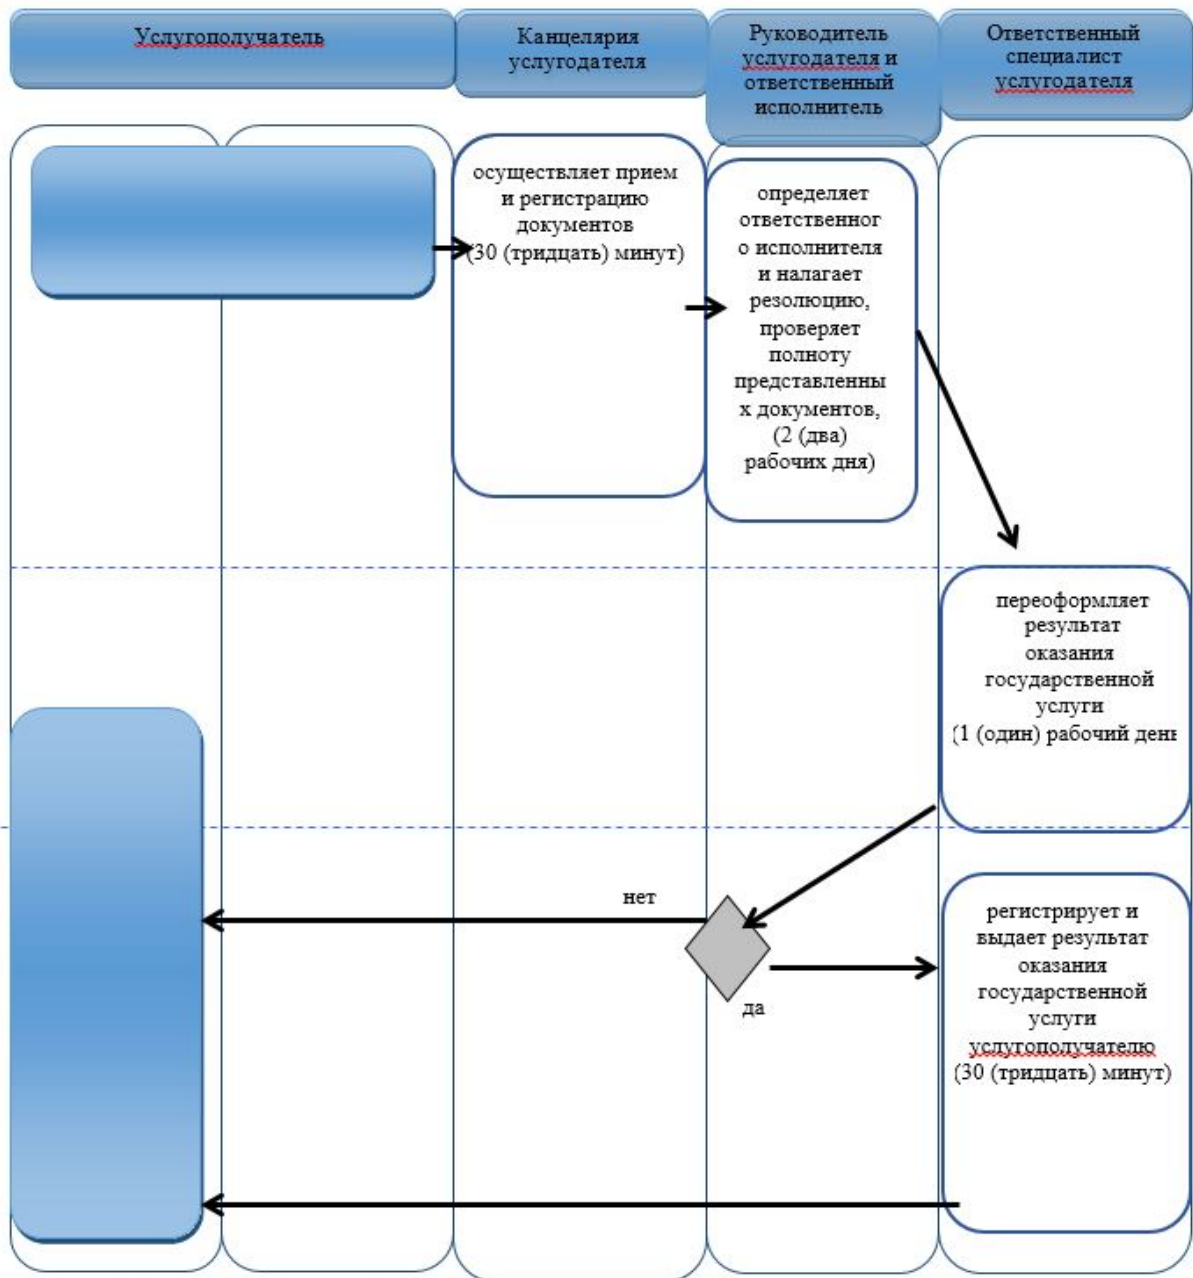 Услугополучатель
Канцелярия
услугодателя
Руководитель
услугодателя и
ответственный
исполнитель
Ответственный
специалист
услугодателя
осуществляет прием
и регистрацию
документов
(30 (тридцать) минут)
определяет
ответственног
о исполнителя
и налагает
резолюцию,
проверяет
полноту
представленны
х документов,
(2 (два)
рабочих дня)
переоформляет
результат
оказания
государственной
услуги
(1 (один) рабочий день
нет
да
регистрирует и
выдает результат
оказания
государственной
услуги
услугополучателю
(30 (тридцать) минут)